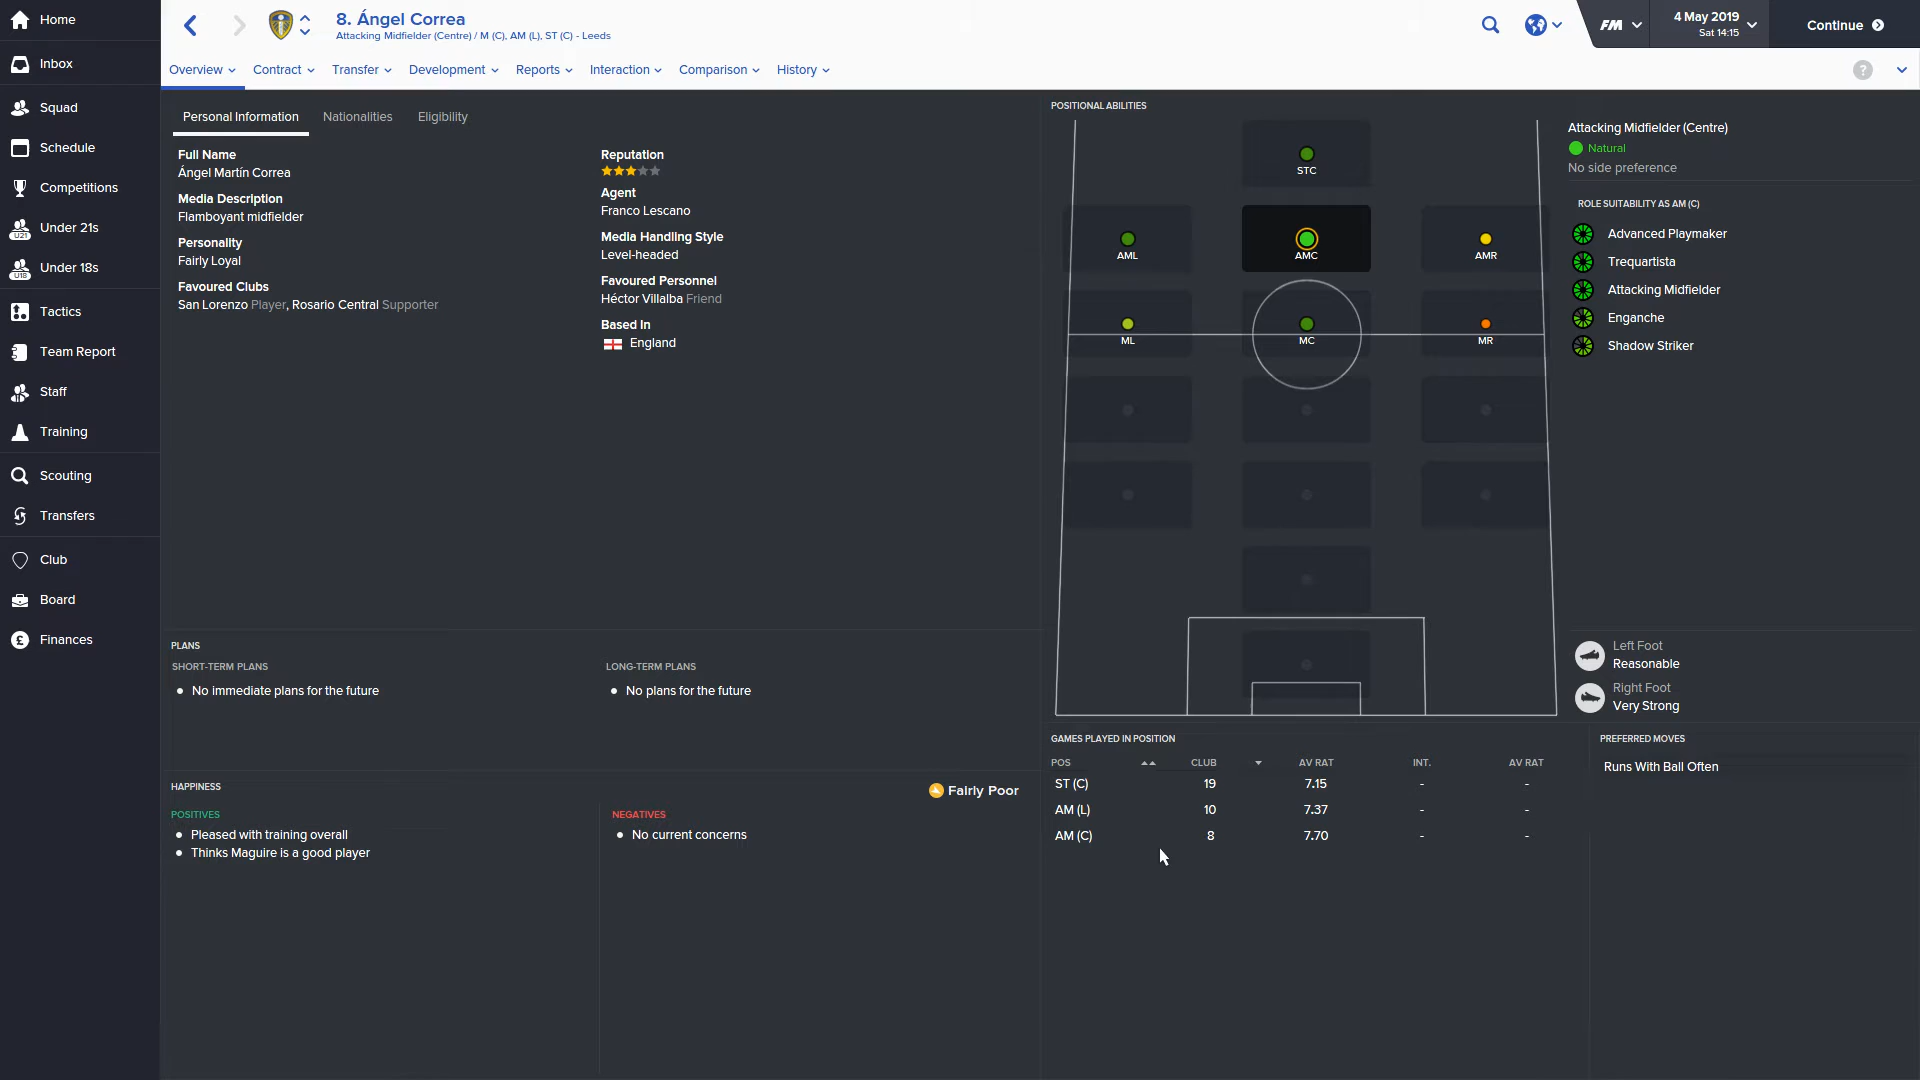 Home
Inbox
Squad
Schedule
Competitions
U21
Under 21s
U18
Under 18s
Tactics
Team Report
Staff
Training
Scouting
Transfers
Club
Board
£
Finances
8. Ángel Correa
Attacking Midfielder (Centre) / M (C), AM (L), ST (C) - Leeds
FM
4 May 2019
Sat 14:15
Continue
Overview
Contract
Transfer
Development
Reports
Interaction
Comparison
History
?
Personal Information
Nationalities
Eligibility
Full Name
Ángel Martín Correa
Media Description
Flamboyant midfielder
Personality
Fairly Loyal
Favoured Clubs
San Lorenzo Player, Rosario Central Supporter
Reputation
Agent
Franco Lescano
Media Handling Style
Level-headed
Favoured Personnel
Héctor Villalba Friend
Based In
England
POSITIONAL ABILITIES
STC
AML
AMC
AMR
ML
MC
MR
Attacking Midfielder (Centre)
Natural
No side preference
ROLE SUITABILITY AS AM (C)
Advanced Playmaker
Trequartista
Attacking Midfielder
Enganche
Shadow Striker
Left Foot
Reasonable
Right Foot
Very Strong
PLANS
SHORT-TERM PLANS
No immediate plans for the future
LONG-TERM PLANS
No plans for the future
HAPPINESS
Fairly Poor
POSITIVES
Pleased with training overall
Thinks Maguire is a good player
NEGATIVES
No current concerns
GAMES PLAYED IN POSITION
POS CLUB AV RAT INT. AV RAT
ST (C) 19 7.15 - -
AM (L) 10 7.37 - -
AM (C) 8 7.70 - -
PREFERRED MOVES
Runs With Ball Often